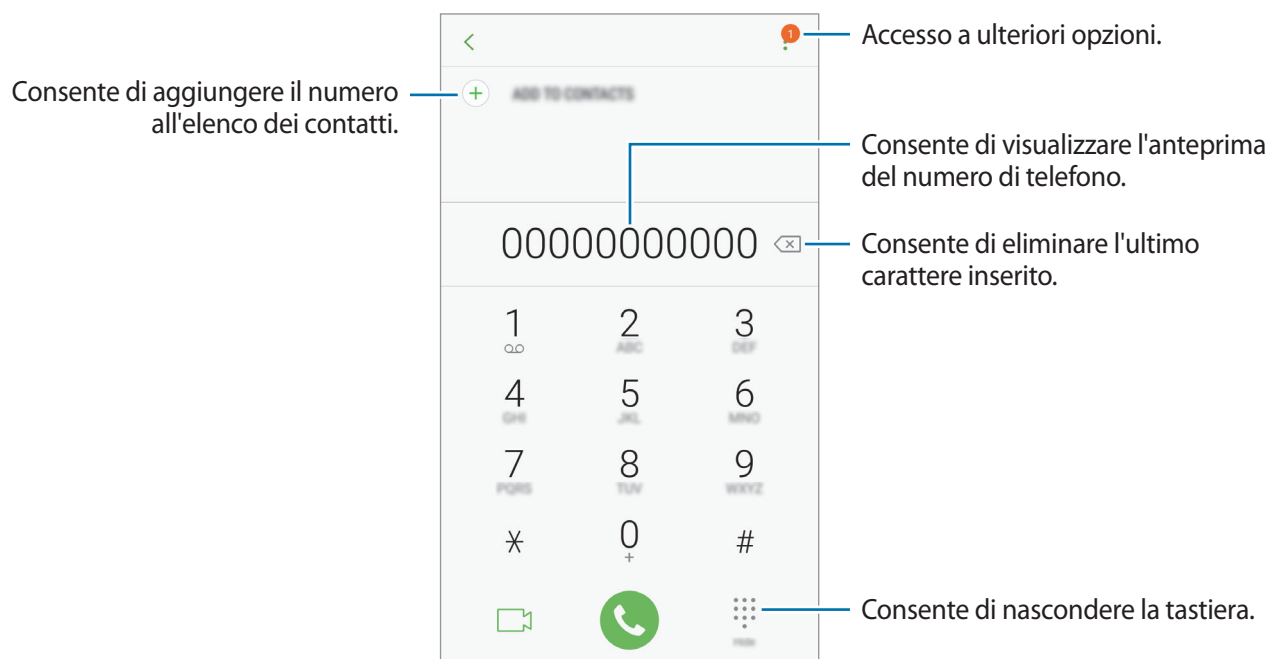 1
Accesso a ulteriori opzioni.
Consente di aggiungere il numero
all'elenco dei contatti.
ADD TO CONTACTS
Consente di visualizzare l'anteprima
del numero di telefono.
00000000000
Consente di eliminare l'ultimo
carattere inserito.
1 2 3
ABC DEF
4 5 6
GHI JKL MNO
7 8 9
PQRS TUV WXYZ
* 0 #
+
Consente di nascondere la tastiera.
Hide